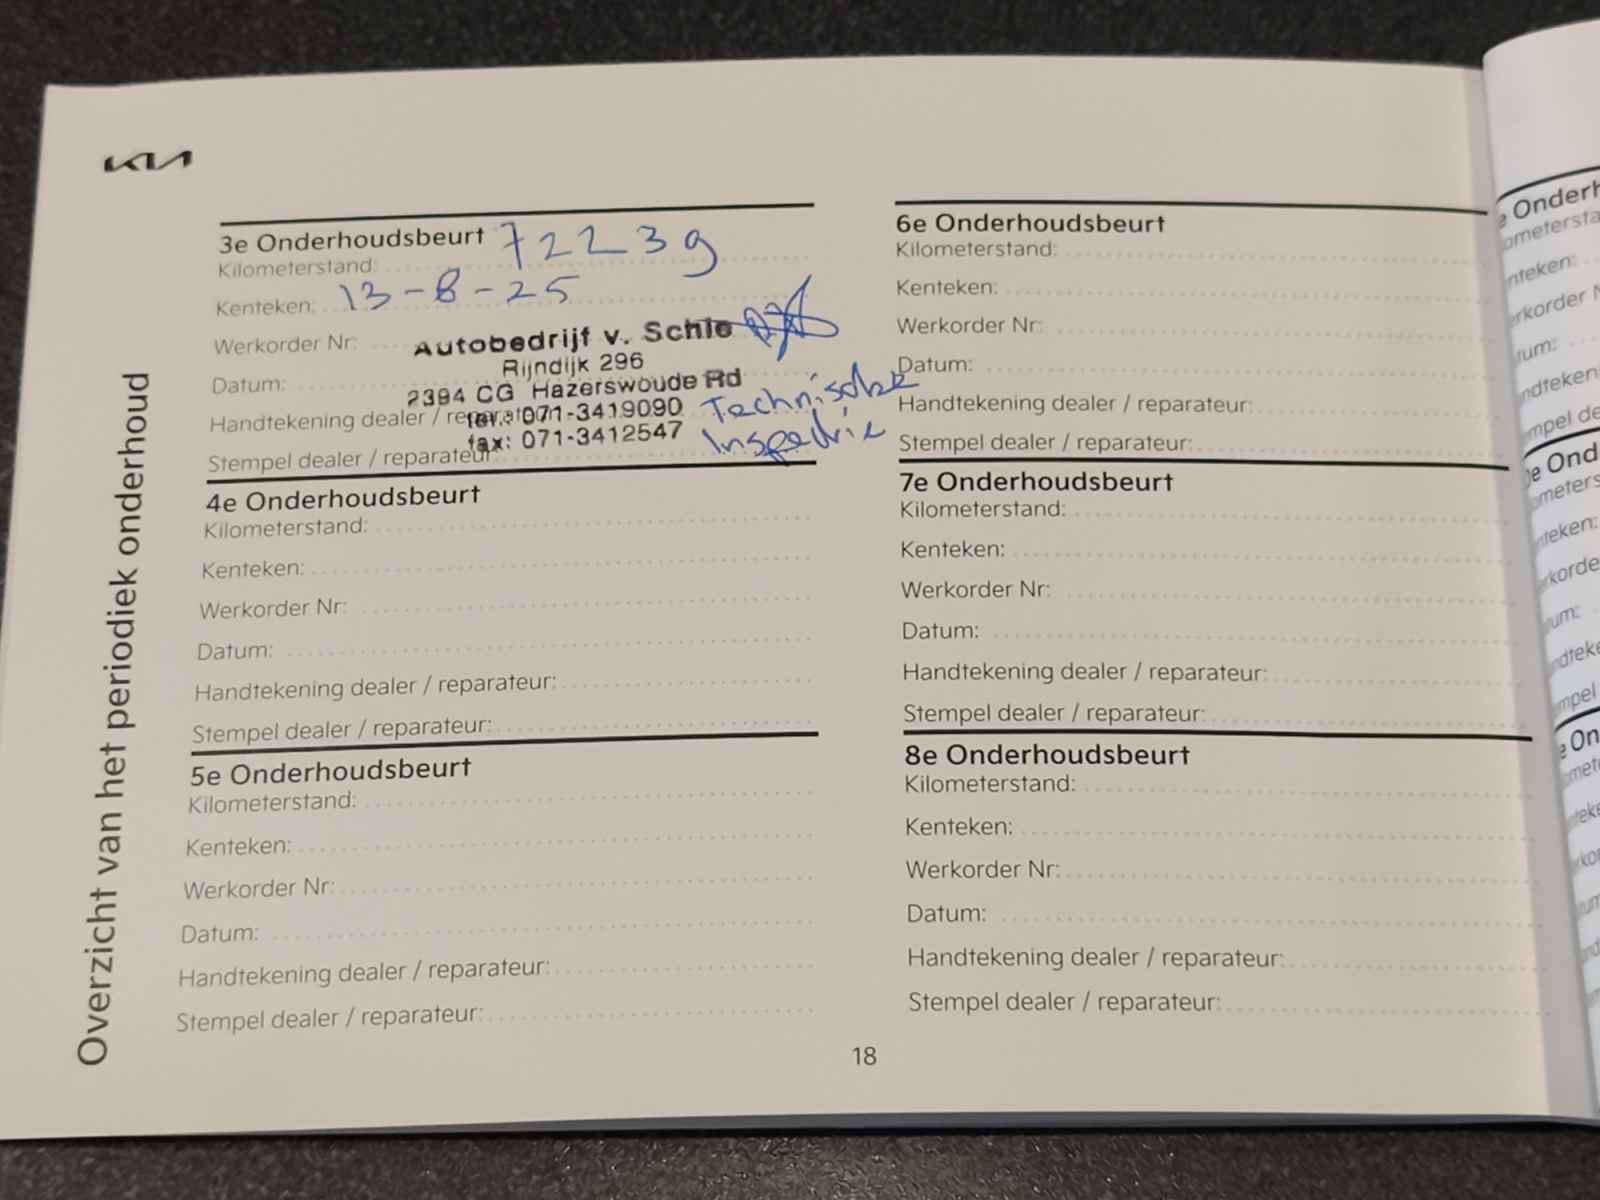 KIA
Overzicht van het periodiek onderhoud
3e Onderhoudsbeurt
Kilometerstand: 72239
Kenteken: 13-8-25
Werkorder Nr:
Datum:
Handtekening dealer / reparateur:
Stempel dealer / reparateur:
Autobedrijf v. Schie
Rijndijk 296
2394 CG Hazerswoude Rd
tel.: 071-3419090
fax: 071-3412547
Technische
Inspectie
4e Onderhoudsbeurt
Kilometerstand:
Kenteken:
Werkorder Nr:
Datum:
Handtekening dealer / reparateur:
Stempel dealer / reparateur:
5e Onderhoudsbeurt
Kilometerstand:
Kenteken:
Werkorder Nr:
Datum:
Handtekening dealer / reparateur:
Stempel dealer / reparateur:
6e Onderhoudsbeurt
Kilometerstand:
Kenteken:
Werkorder Nr:
Datum:
Handtekening dealer / reparateur:
Stempel dealer / reparateur:
7e Onderhoudsbeurt
Kilometerstand:
Kenteken:
Werkorder Nr:
Datum:
Handtekening dealer / reparateur:
Stempel dealer / reparateur:
8e Onderhoudsbeurt
Kilometerstand:
Kenteken:
Werkorder Nr:
Datum:
Handtekening dealer / reparateur:
Stempel dealer / reparateur:
18